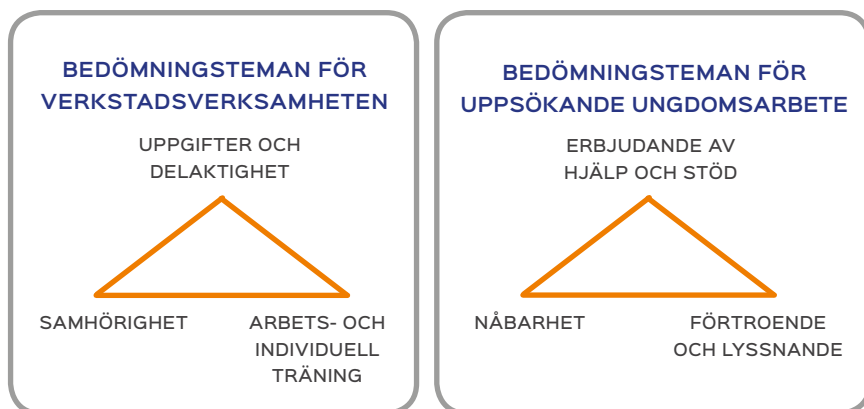 BEDÖMNINGSTEMAN FÖR
VERKSTADSVERKSAMHETEN
UPPGIFTER OCH
DELAKTIGHET
SAMHÖRIGHET
ARBETS- OCH
INDIVIDUELL
TRÄNING
BEDÖMNINGSTEMAN FÖR
UPPSÖKANDE UNGDOMSARBETE
ERBJUDANDE AV
HJÄLP OCH STÖD
NÅBARHET
FÖRTROENDE
OCH LYSSNANDE